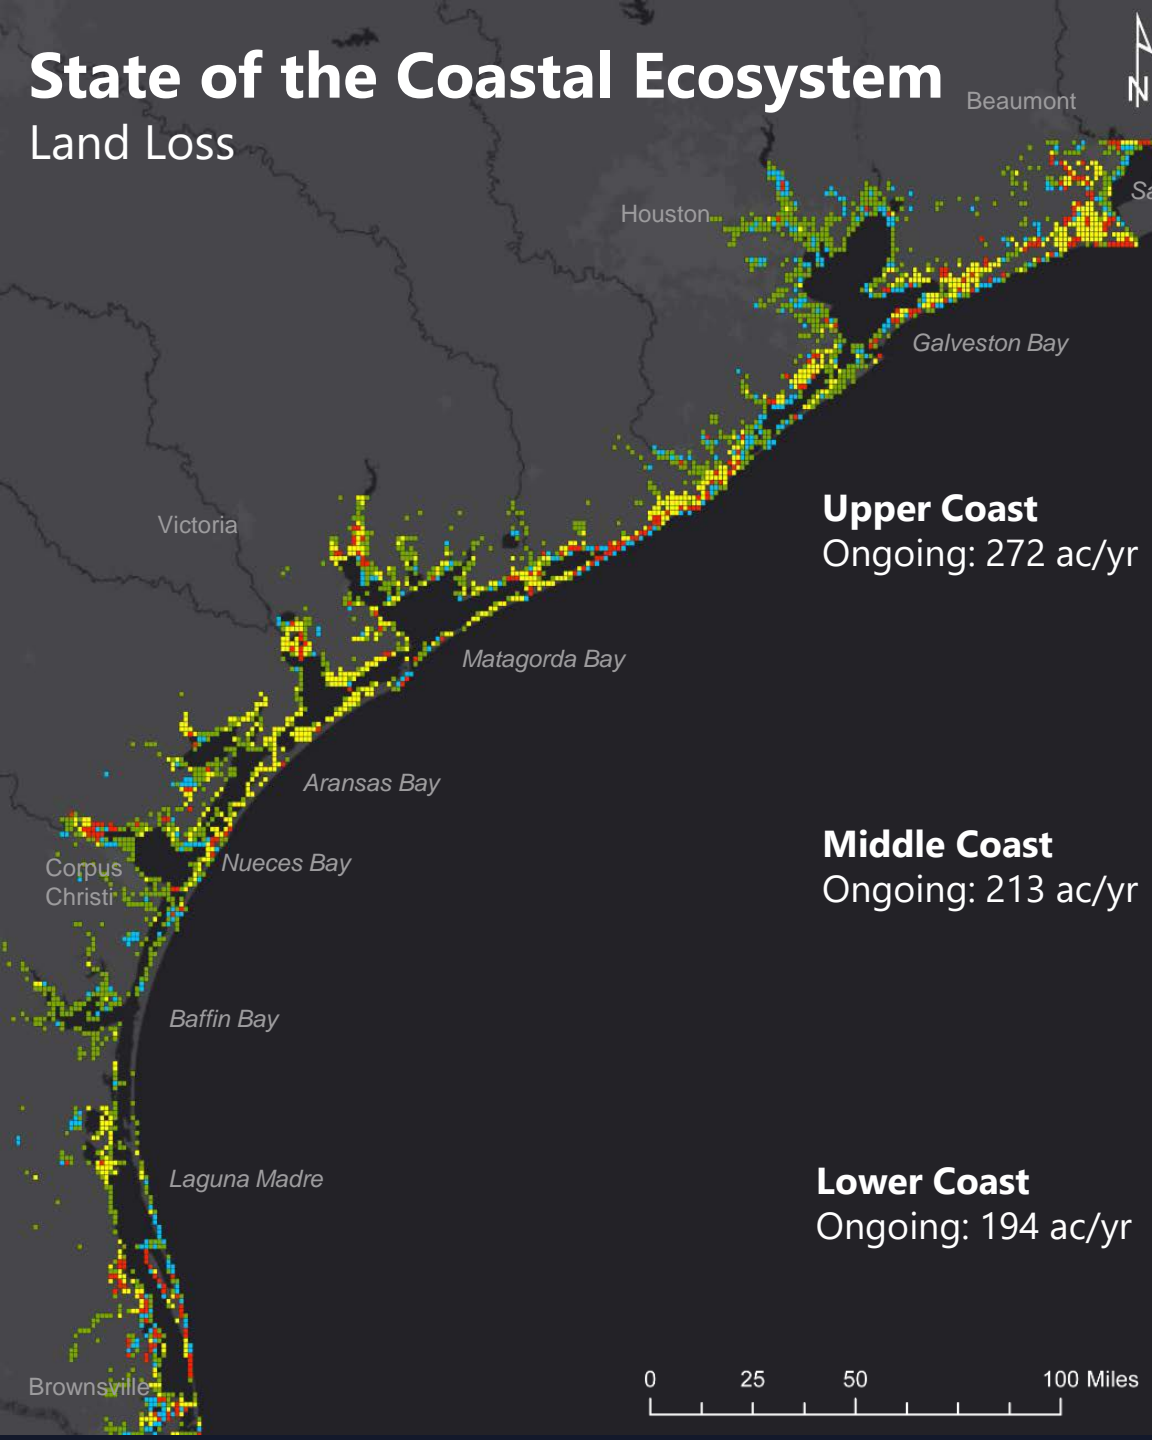 State of the Coastal Ecosystem
Land Loss
Beaumont
N
Houston
Galveston Bay
Upper Coast
Ongoing: 272 ac/yr
Victoria
Matagorda Bay
Aransas Bay
Middle Coast
Ongoing: 213 ac/yr
Nueces Bay
Corpus
Christi
Baffin Bay
Laguna Madre
Lower Coast
Ongoing: 194 ac/yr
Brownsville
0 25 50 100 Miles